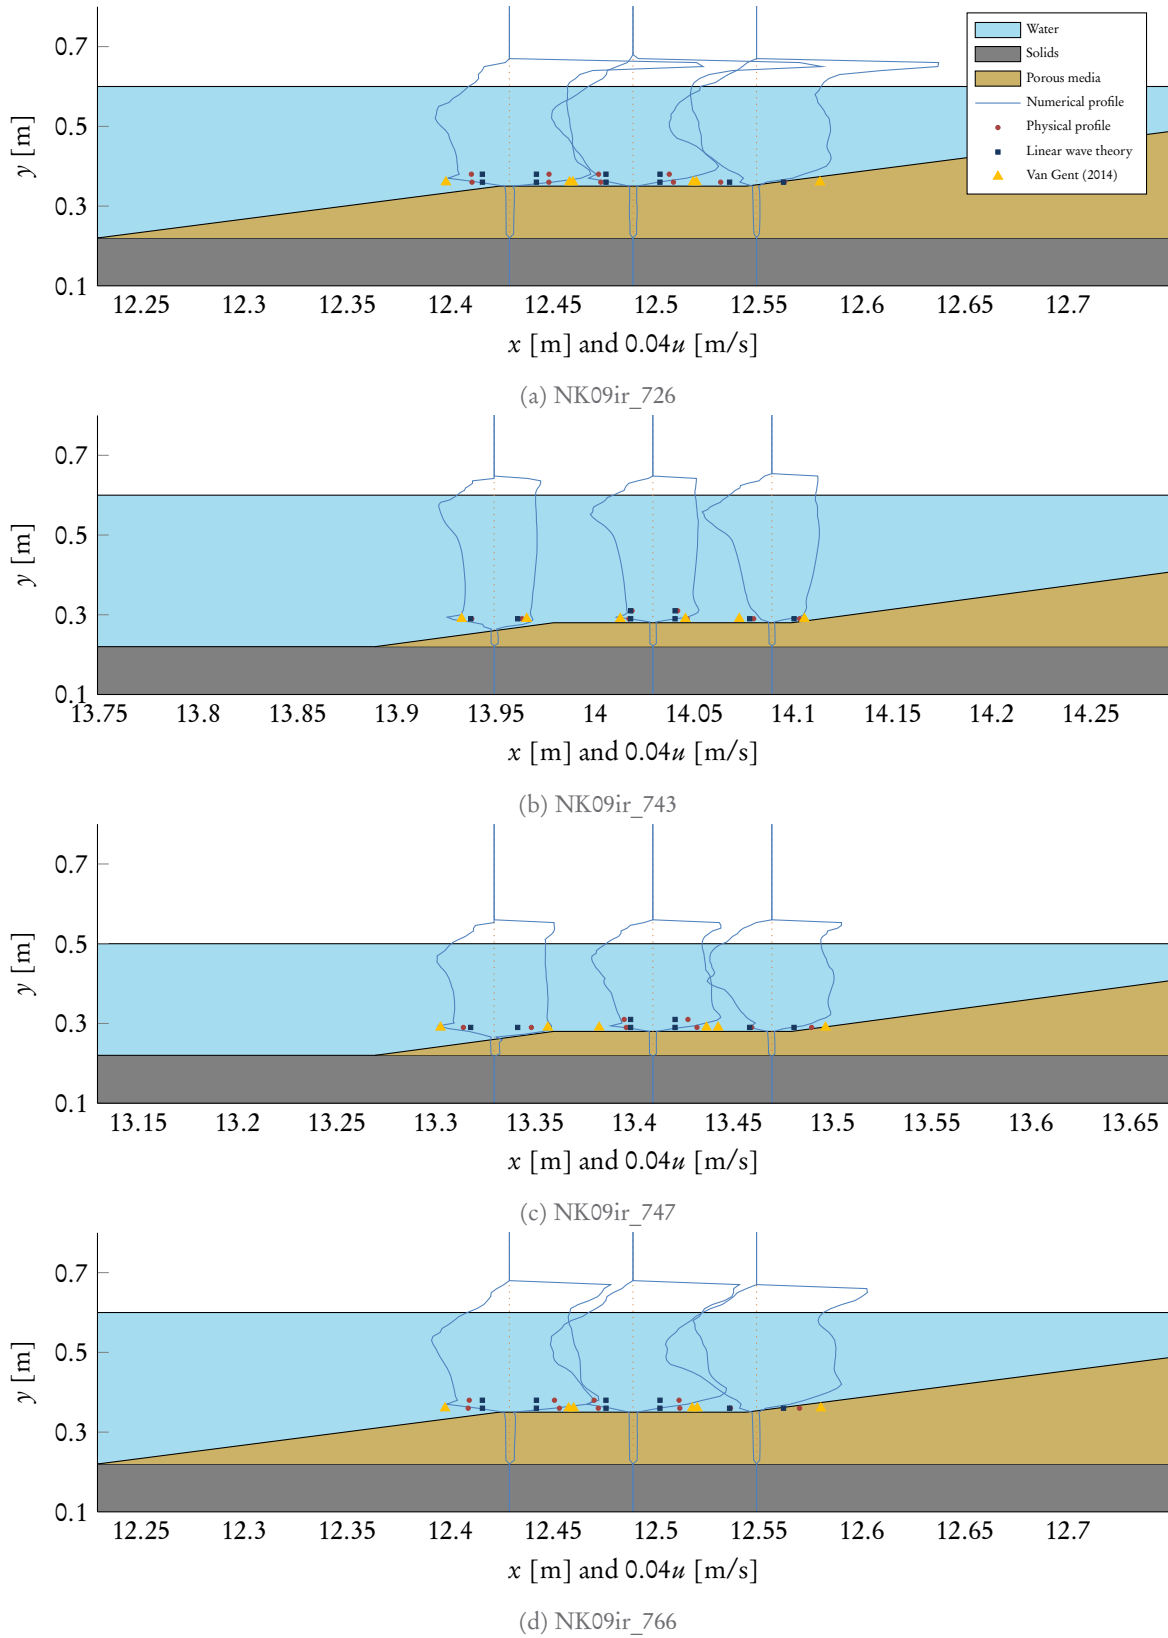 0.7
0.5
0.3
0.1
y [m]
Water
Solids
Porous media
Numerical profile
Physical profile
Linear wave theory
Van Gent (2014)
12.25 12.3 12.35 12.4 12.45 12.5 12.55 12.6 12.65 12.7
x [m] and 0.04u [m/s]
(a) NK09ir_726
0.7
0.5
0.3
0.1
y [m]
13.75 13.8 13.85 13.9 13.95 14 14.05 14.1 14.15 14.2 14.25
x [m] and 0.04u [m/s]
(b) NK09ir_743
0.7
0.5
0.3
0.1
y [m]
13.15 13.2 13.25 13.3 13.35 13.4 13.45 13.5 13.55 13.6 13.65
x [m] and 0.04u [m/s]
(c) NK09ir_747
0.7
0.5
0.3
0.1
y [m]
12.25 12.3 12.35 12.4 12.45 12.5 12.55 12.6 12.65 12.7
x [m] and 0.04u [m/s]
(d) NK09ir_766